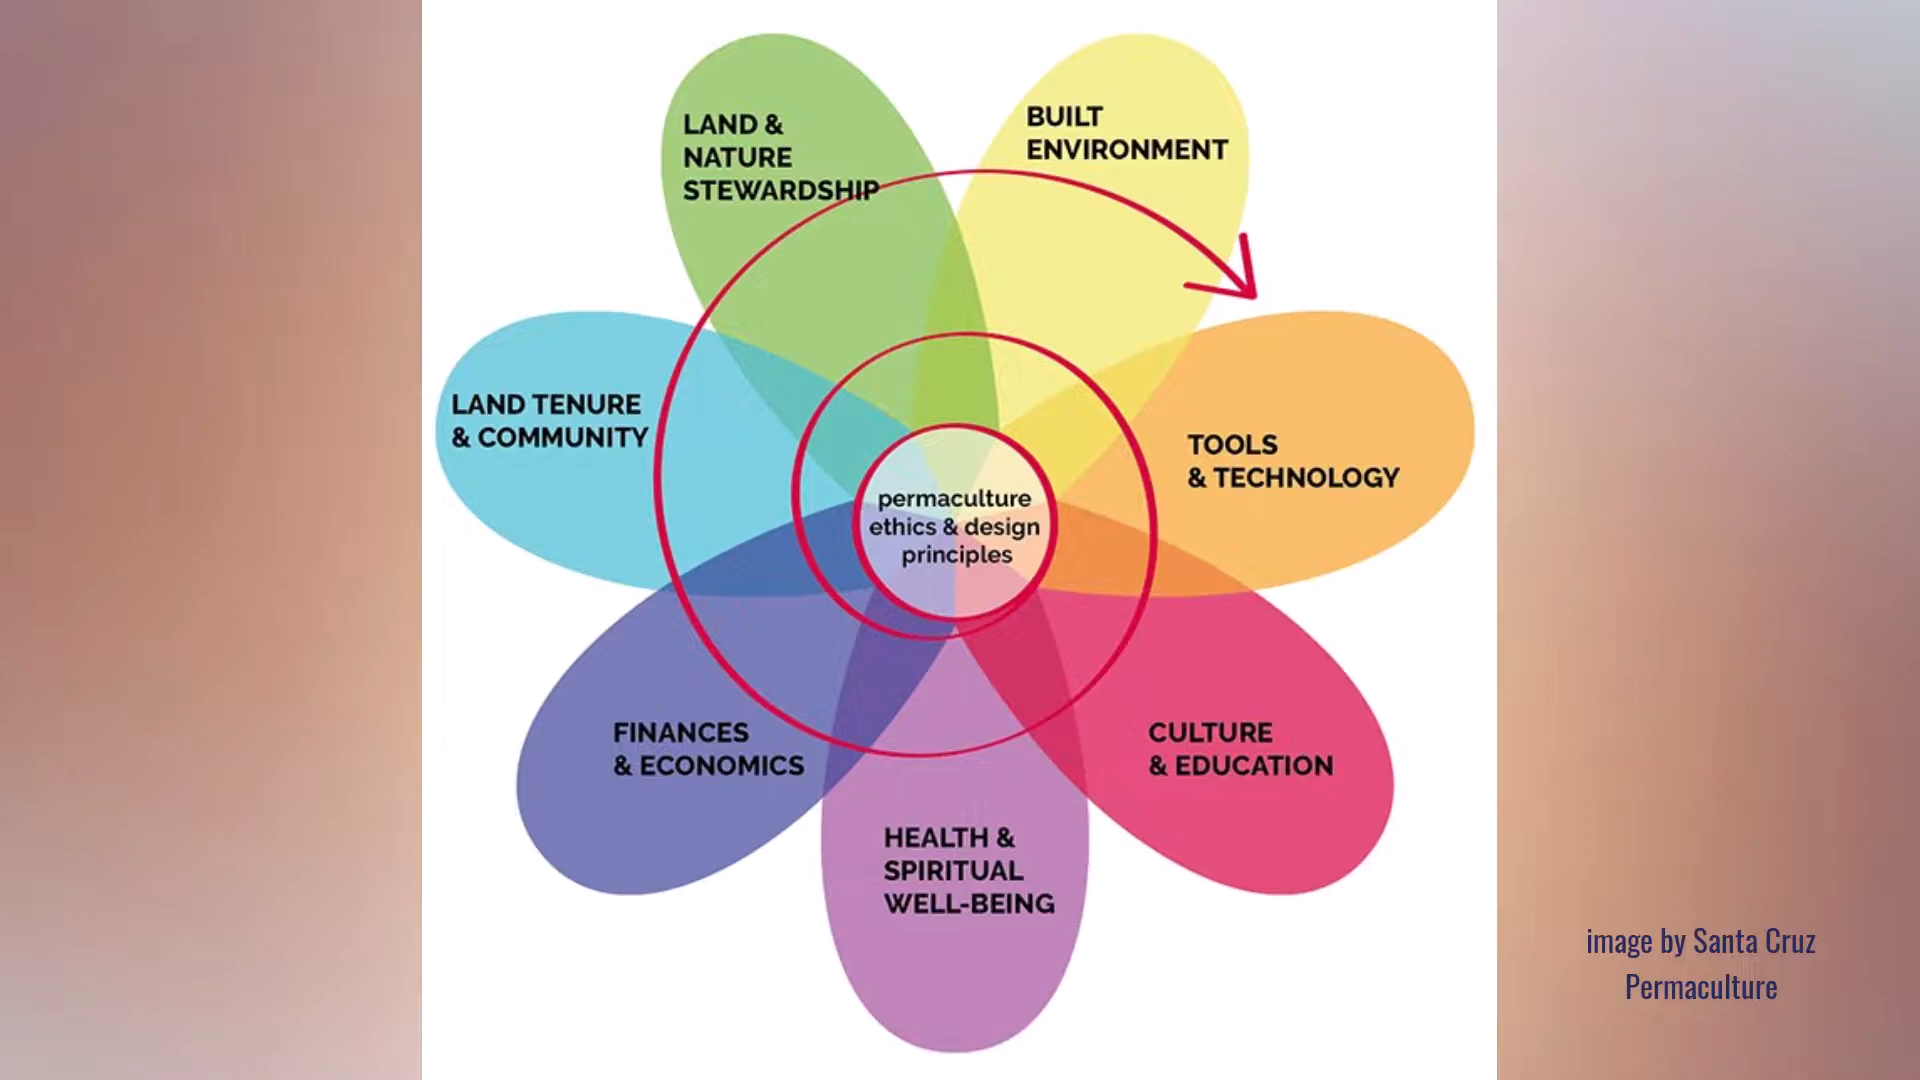 LAND &
NATURE
STEWARDSHIP
BUILT
ENVIRONMENT
LAND TENURE
& COMMUNITY
TOOLS
& TECHNOLOGY
permaculture
ethics & design
principles
FINANCES
& ECONOMICS
CULTURE
& EDUCATION
HEALTH &
SPIRITUAL
WELL-BEING
image by Santa Cruz
Permaculture